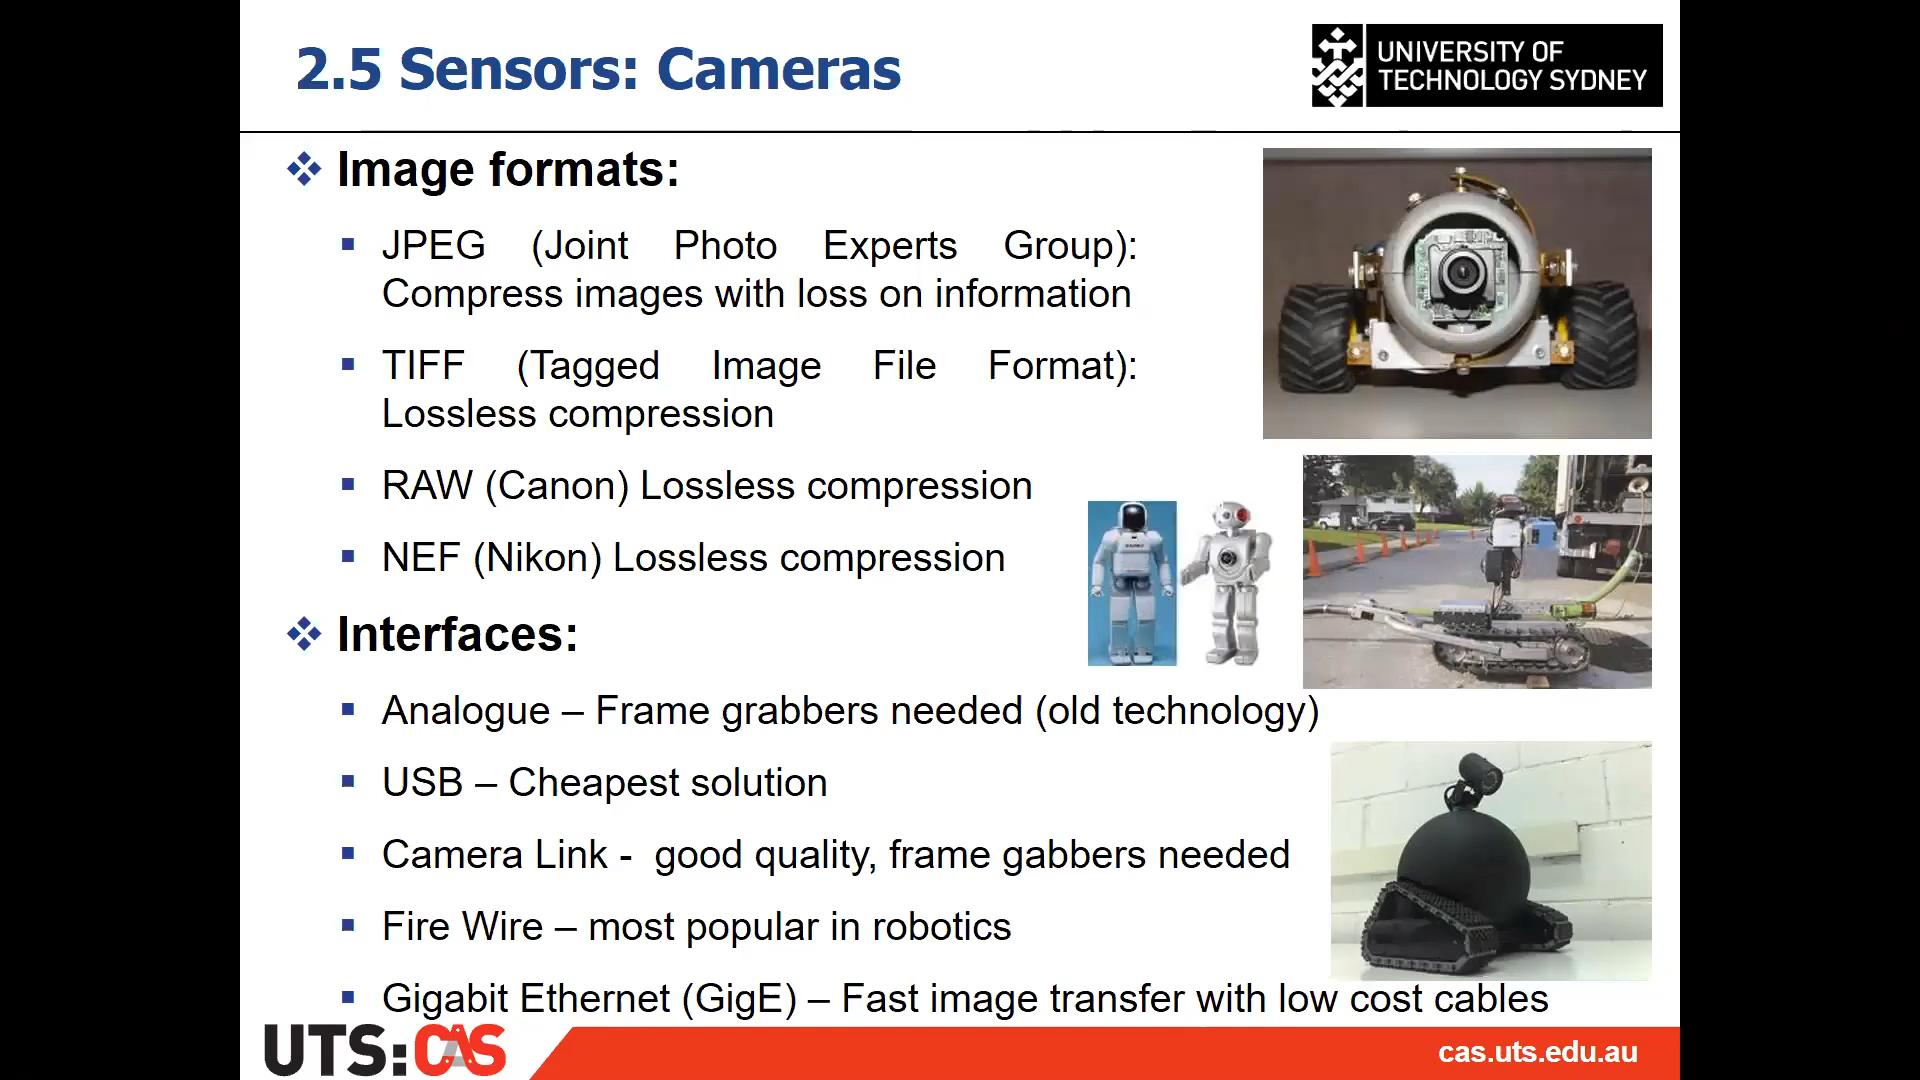 2.5 Sensors: Cameras
UNIVERSITY OF
TECHNOLOGY SYDNEY
Image formats:
JPEG (Joint Photo Experts Group):
Compress images with loss on information
TIFF (Tagged Image File Format):
Lossless compression
RAW (Canon) Lossless compression
NEF (Nikon) Lossless compression
Interfaces:
Analogue – Frame grabbers needed (old technology)
USB – Cheapest solution
Camera Link -  good quality, frame gabbers needed
Fire Wire – most popular in robotics
Gigabit Ethernet (GigE) – Fast image transfer with low cost cables
UTS:CAS
cas.uts.edu.au